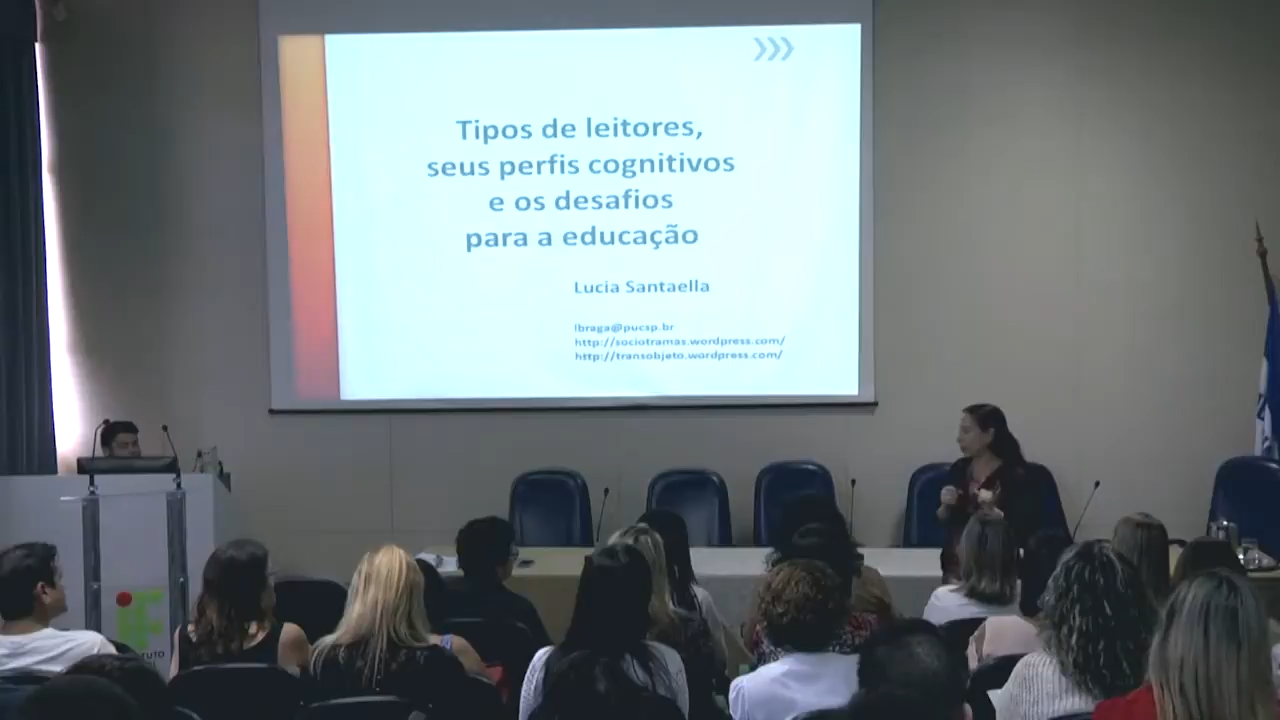 Tipos de leitores,
seus perfis cognitivos
e os desafios
para a educação
Lucia Santaella
lbraga@pucsp.br
http://sociotramas.wordpress.com/
http://transobjeto.wordpress.com/